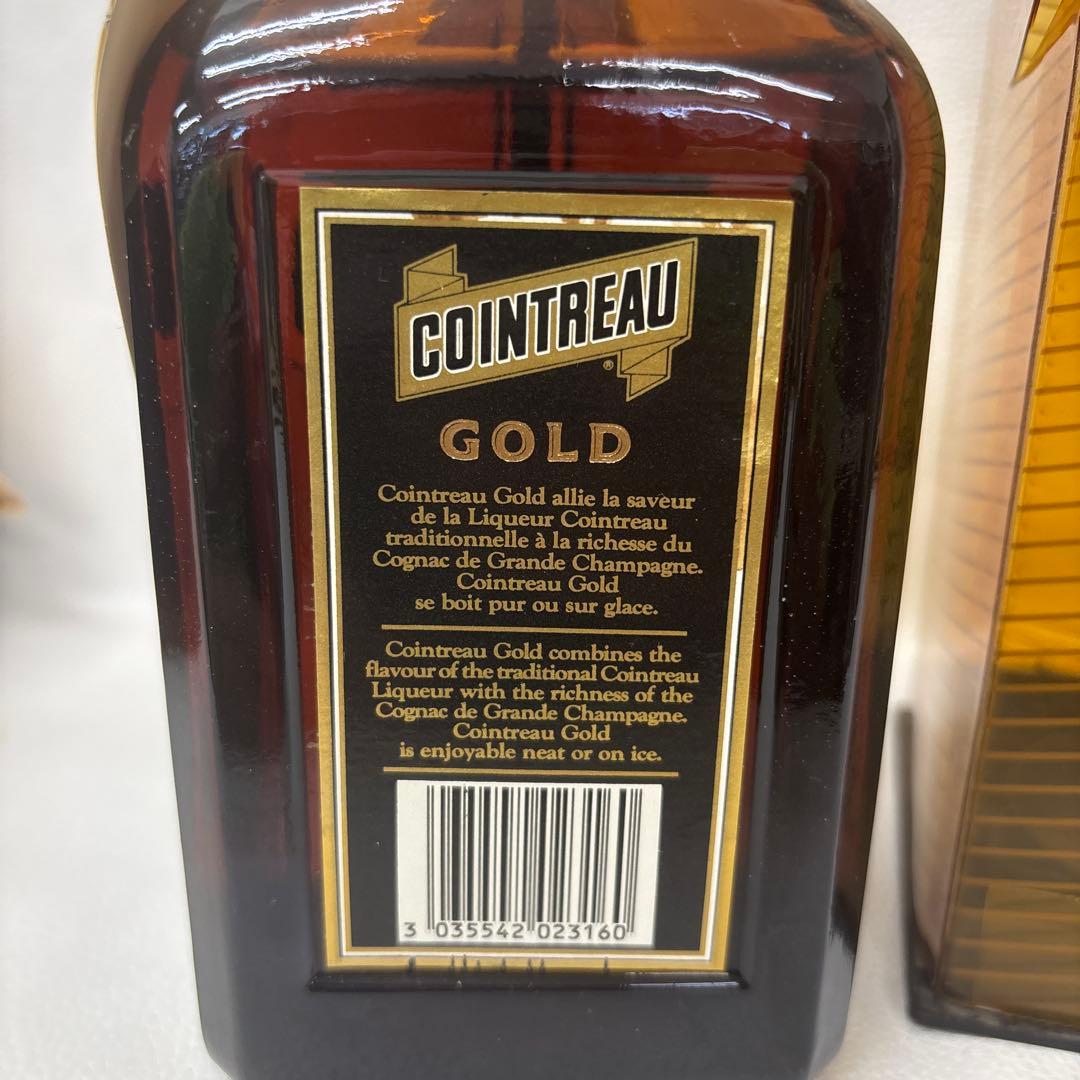 COINTREAU
®
GOLD
Cointreau Gold allie la saveur
de la Liqueur Cointreau
traditionnelle à la richesse du
Cognac de Grande Champagne.
Cointreau Gold
se boit pur ou sur glace.
Cointreau Gold combines the
flavour of the traditional Cointreau
Liqueur with the richness of the
Cognac de Grande Champagne.
Cointreau Gold
is enjoyable neat or on ice.
3 035542 023160